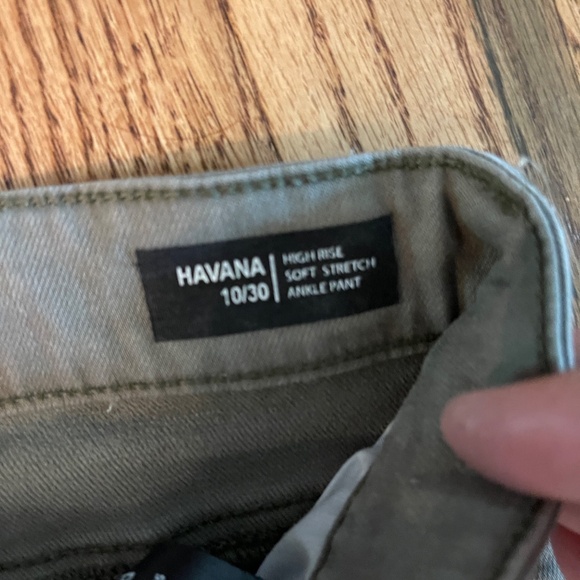 HAVANA
10/30
HIGH RISE
SOFT STRETCH
ANKLE PANT